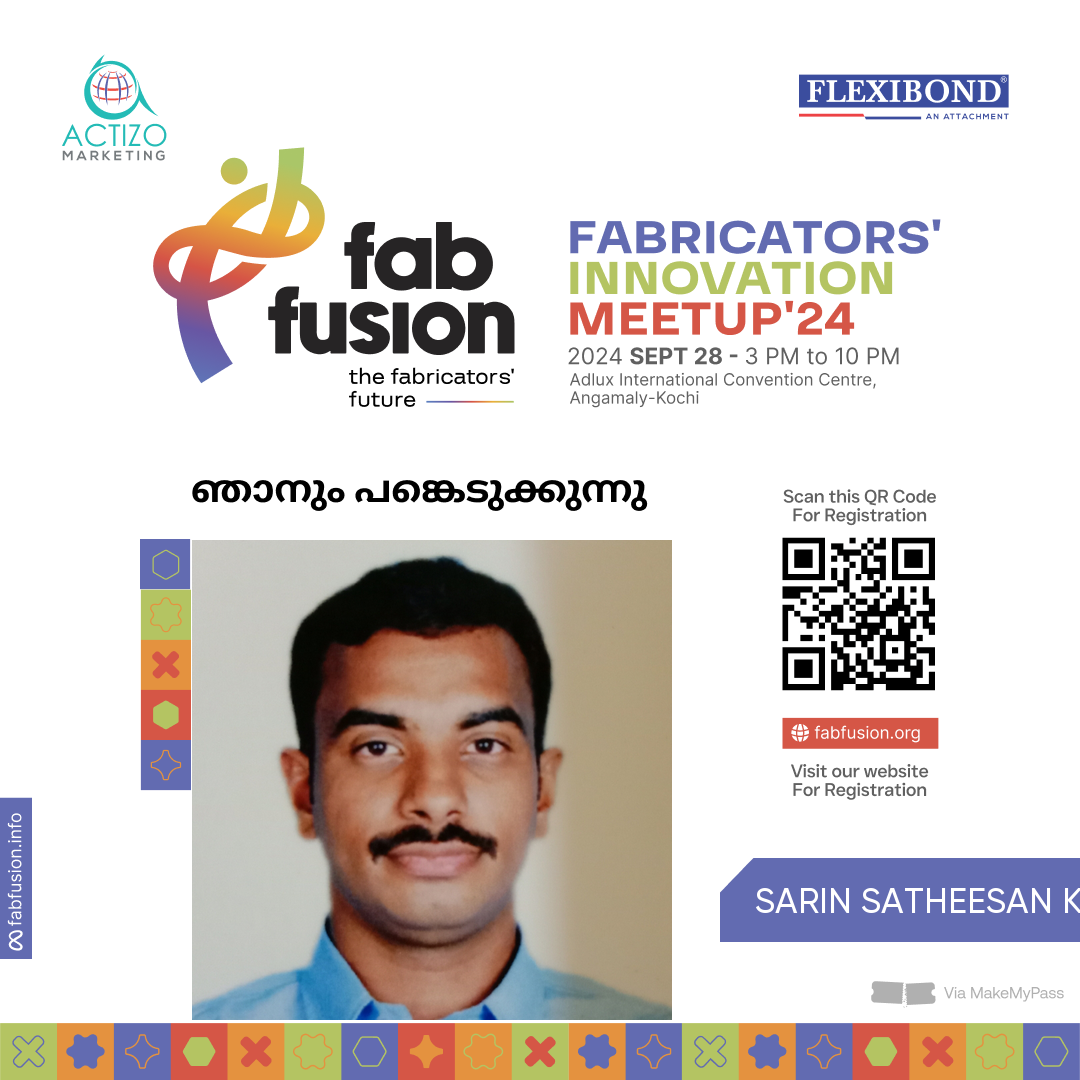 ACTIZO
MARKETING
FLEXIBOND®
AN ATTACHMENT
fab
fusion
the fabricators'
future
FABRICATORS'
INNOVATION
MEETUP'24
2024 SEPT 28 - 3 PM to 10 PM
Adlux International Convention Centre,
Angamaly-Kochi
ഞാനും പങ്കെടുക്കുന്നു
Scan this QR Code
For Registration
fabfusion.org
Visit our website
For Registration
fabfusion.info
SARIN SATHEESAN K
Via MakeMyPass